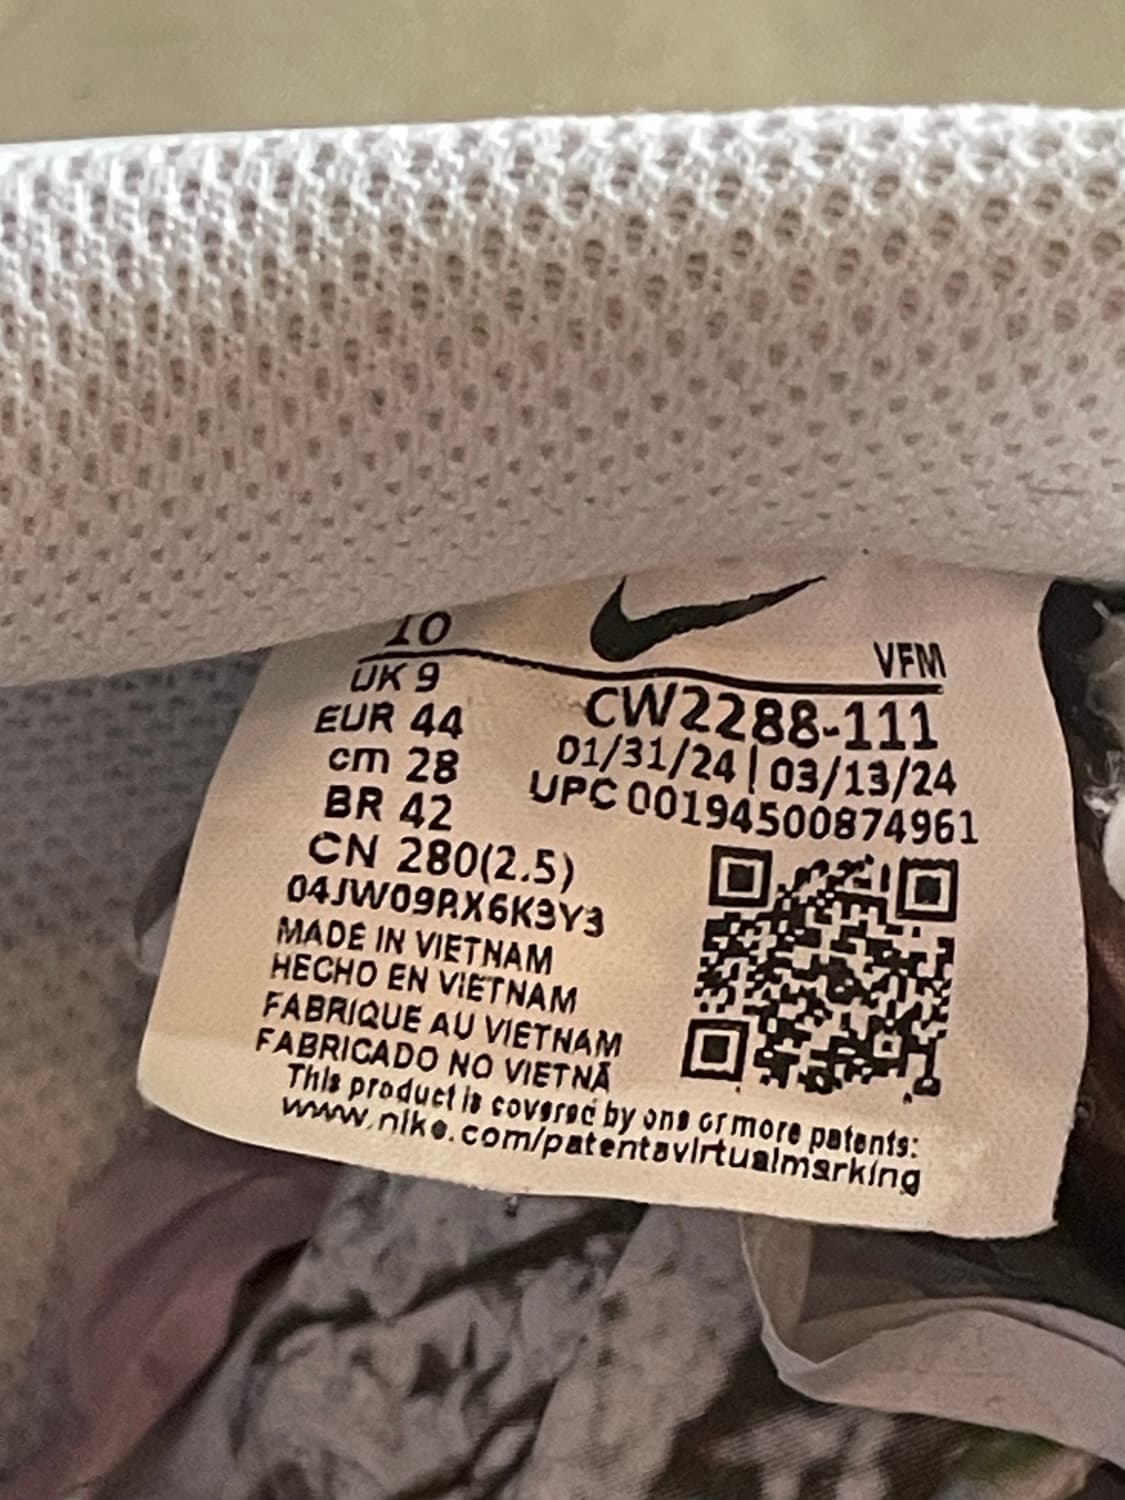 10
UK 9
EUR 44
cm 28
BR 42
CN 280(2.5)
04JW09RX6K3Y3
VFM
CW2288-111
01/31/24 | 03/13/24
UPC 00194500874961
MADE IN VIETNAM
HECHO EN VIETNAM
FABRIQUE AU VIETNAM
FABRICADO NO VIETNÃ
This product is covered by one or more patents:
www.nike.com/patentsvirtualmarking